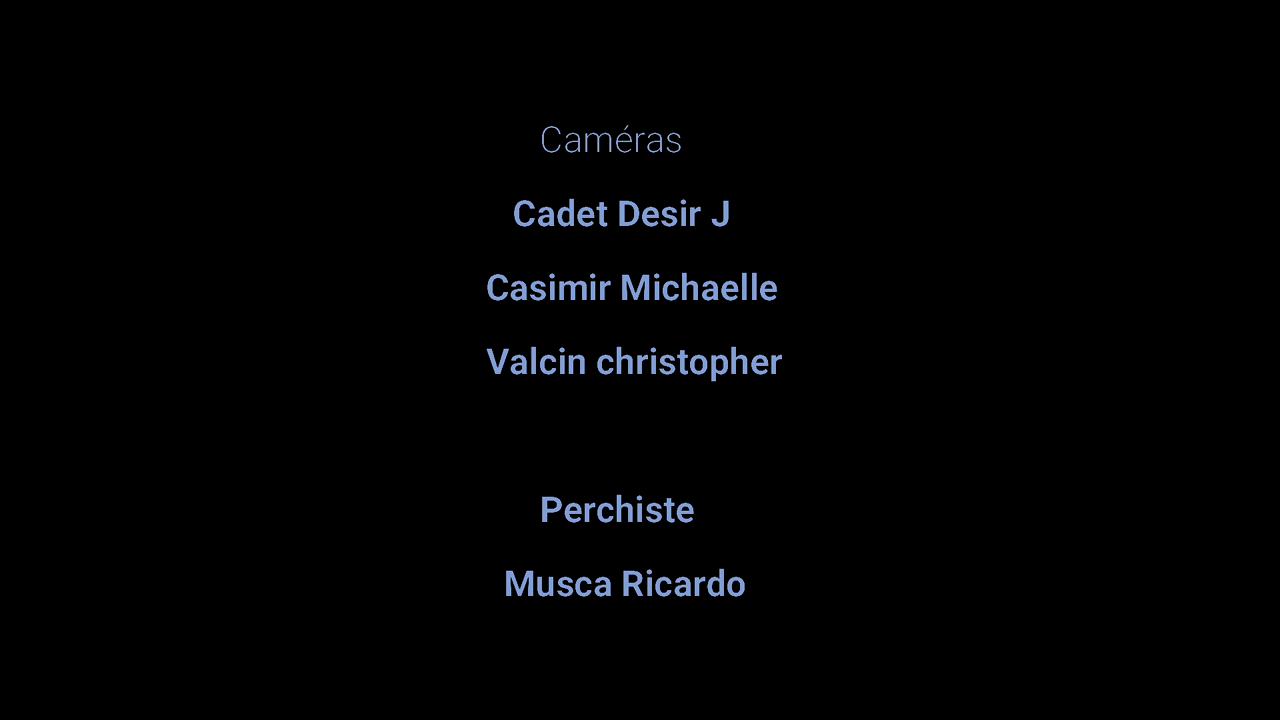 Caméras
Cadet Desir J
Casimir Michaelle
Valcin christopher
Perchiste
Musca Ricardo